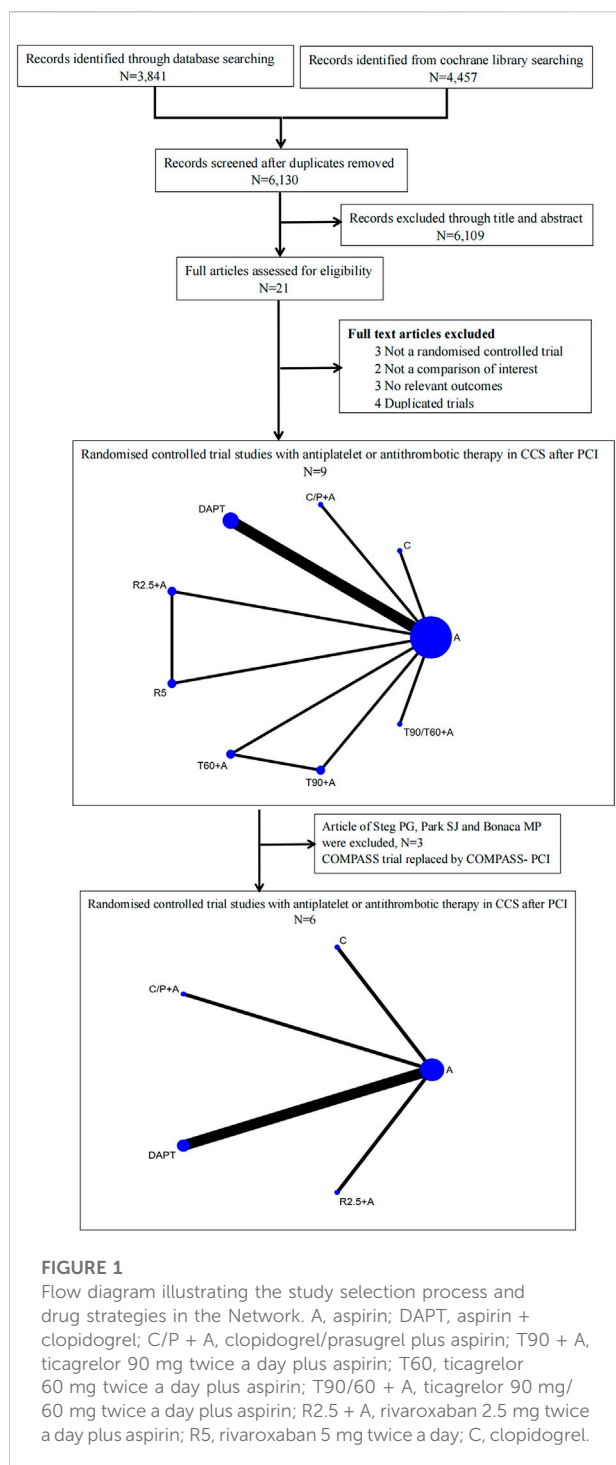 Records identified through database searching
N=3,841
Records identified from cochrane library searching
N=4,457
Records screened after duplicates removed
N=6,130
Records excluded through title and abstract
N=6,109
Full articles assessed for eligibility
N=21
Full text articles excluded
3 Not a randomised controlled trial
2 Not a comparison of interest
3 No relevant outcomes
4 Duplicated trials
Randomised controlled trial studies with antiplatelet or antithrombotic therapy in CCS after PCI
N=9
C/P+A
DAPT
C
R2.5+A
A
R5
T90/T60+A
T60+A
T90+A
Article of Steg PG, Park SJ and Bonaca MP
were excluded, N=3
COMPASS trial replaced by COMPASS- PCI
Randomised controlled trial studies with antiplatelet or antithrombotic therapy in CCS after PCI
N=6
C
C/P+A
A
DAPT
R2.5+A
FIGURE 1
Flow diagram illustrating the study selection process and
drug strategies in the Network. A, aspirin; DAPT, aspirin +
clopidogrel; C/P + A, clopidogrel/prasugrel plus aspirin; T90 + A,
ticagrelor 90 mg twice a day plus aspirin; T60, ticagrelor
60 mg twice a day plus aspirin; T90/60 + A, ticagrelor 90 mg/
60 mg twice a day plus aspirin; R2.5 + A, rivaroxaban 2.5 mg twice
a day plus aspirin; R5, rivaroxaban 5 mg twice a day; C, clopidogrel.